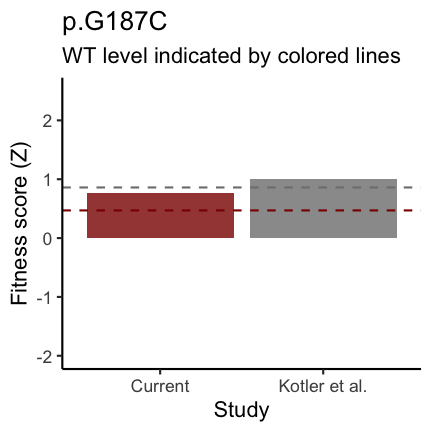 p.G187C
WT level indicated by colored lines
Fitness score (Z)
2
1
0
-1
-2
Current
Kotler et al.
Study